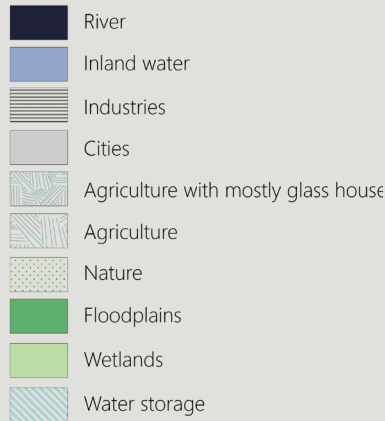 River
Inland water
Industries
Cities
Agriculture with mostly glass house
Agriculture
Nature
Floodplains
Wetlands
Water storage